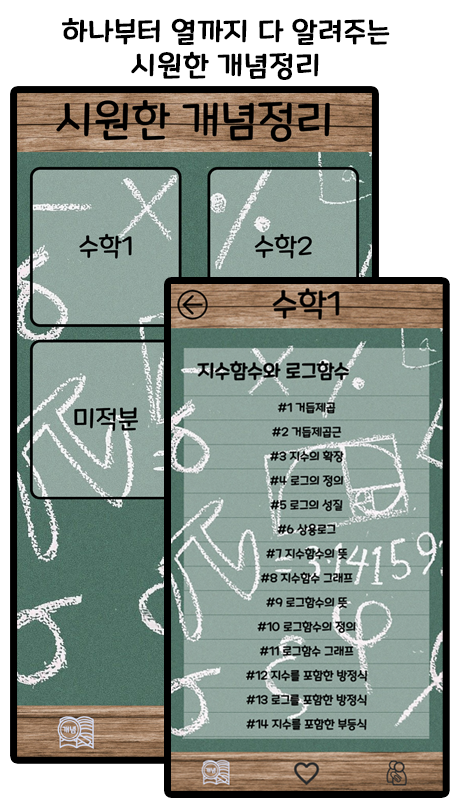 하나부터 열까지 다 알려주는
시원한 개념정리
시원한 개념정리
수학1
수학2
미적분
개념
수학1
지수함수와 로그함수
#1 거듭제곱
#2 거듭제곱근
#3 지수의 확장
#4 로그의 정의
#5 로그의 성질
#6 상용로그
#7 지수함수의 뜻
#8 지수함수 그래프
#9 로그함수의 뜻
#10 로그함수의 정의
#11 로그함수 그래프
#12 지수를 포함한 방정식
#13 로그를 포함한 방정식
#14 지수를 포함한 부등식
=3.14159
개념